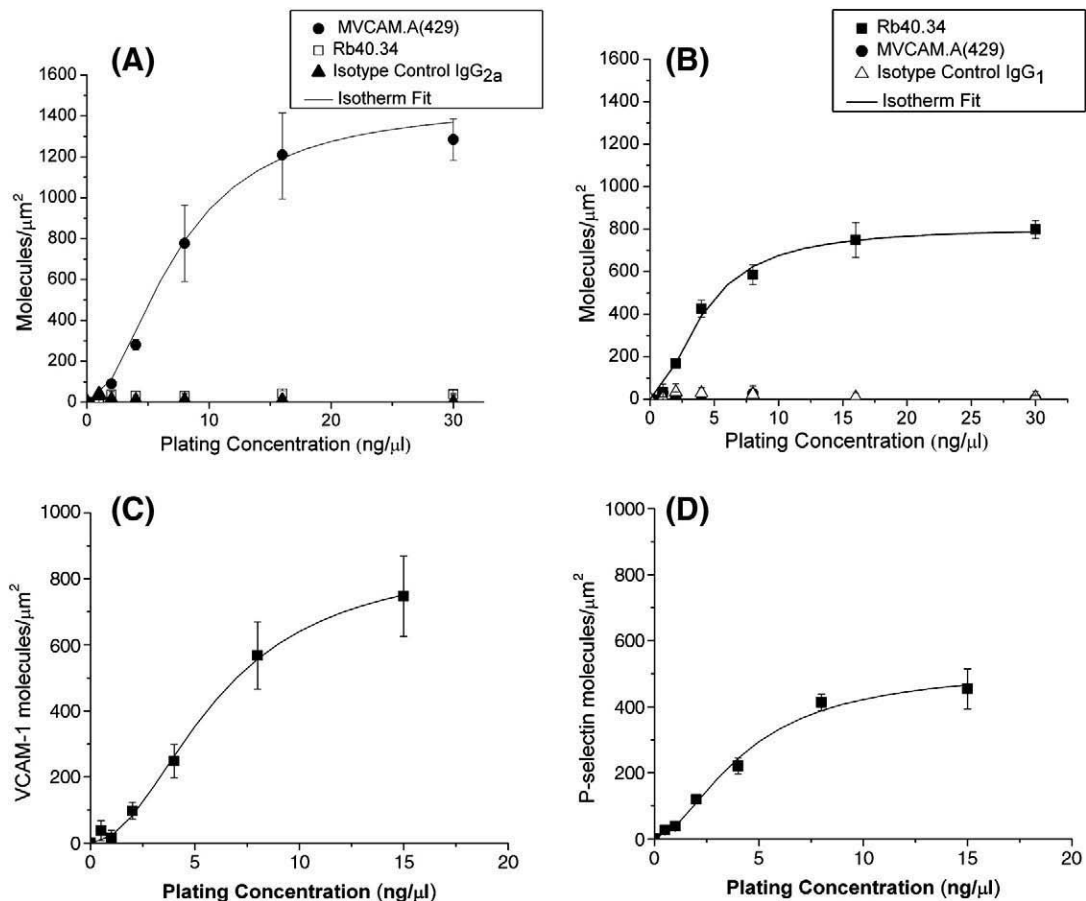 (A)
MVCAM.A(429)
Rb40.34
Isotype Control IgG2a
Isotherm Fit
1600
1400
1200
1000
800
600
400
200
0
Molecules/μm²
0 10 20 30
Plating Concentration (ng/μl)
(B)
Rb40.34
MVCAM.A(429)
Isotype Control IgG1
Isotherm Fit
1600
1400
1200
1000
800
600
400
200
0
Molecules/μm²
0 5 10 15 20 25 30
Plating Concentration (ng/μl)
(C)
1000
800
600
400
200
0
VCAM-1 molecules/μm²
0 5 10 15 20
Plating Concentration (ng/μl)
(D)
1000
800
600
400
200
0
P-selectin molecules/μm²
0 5 10 15 20
Plating Concentration (ng/μl)